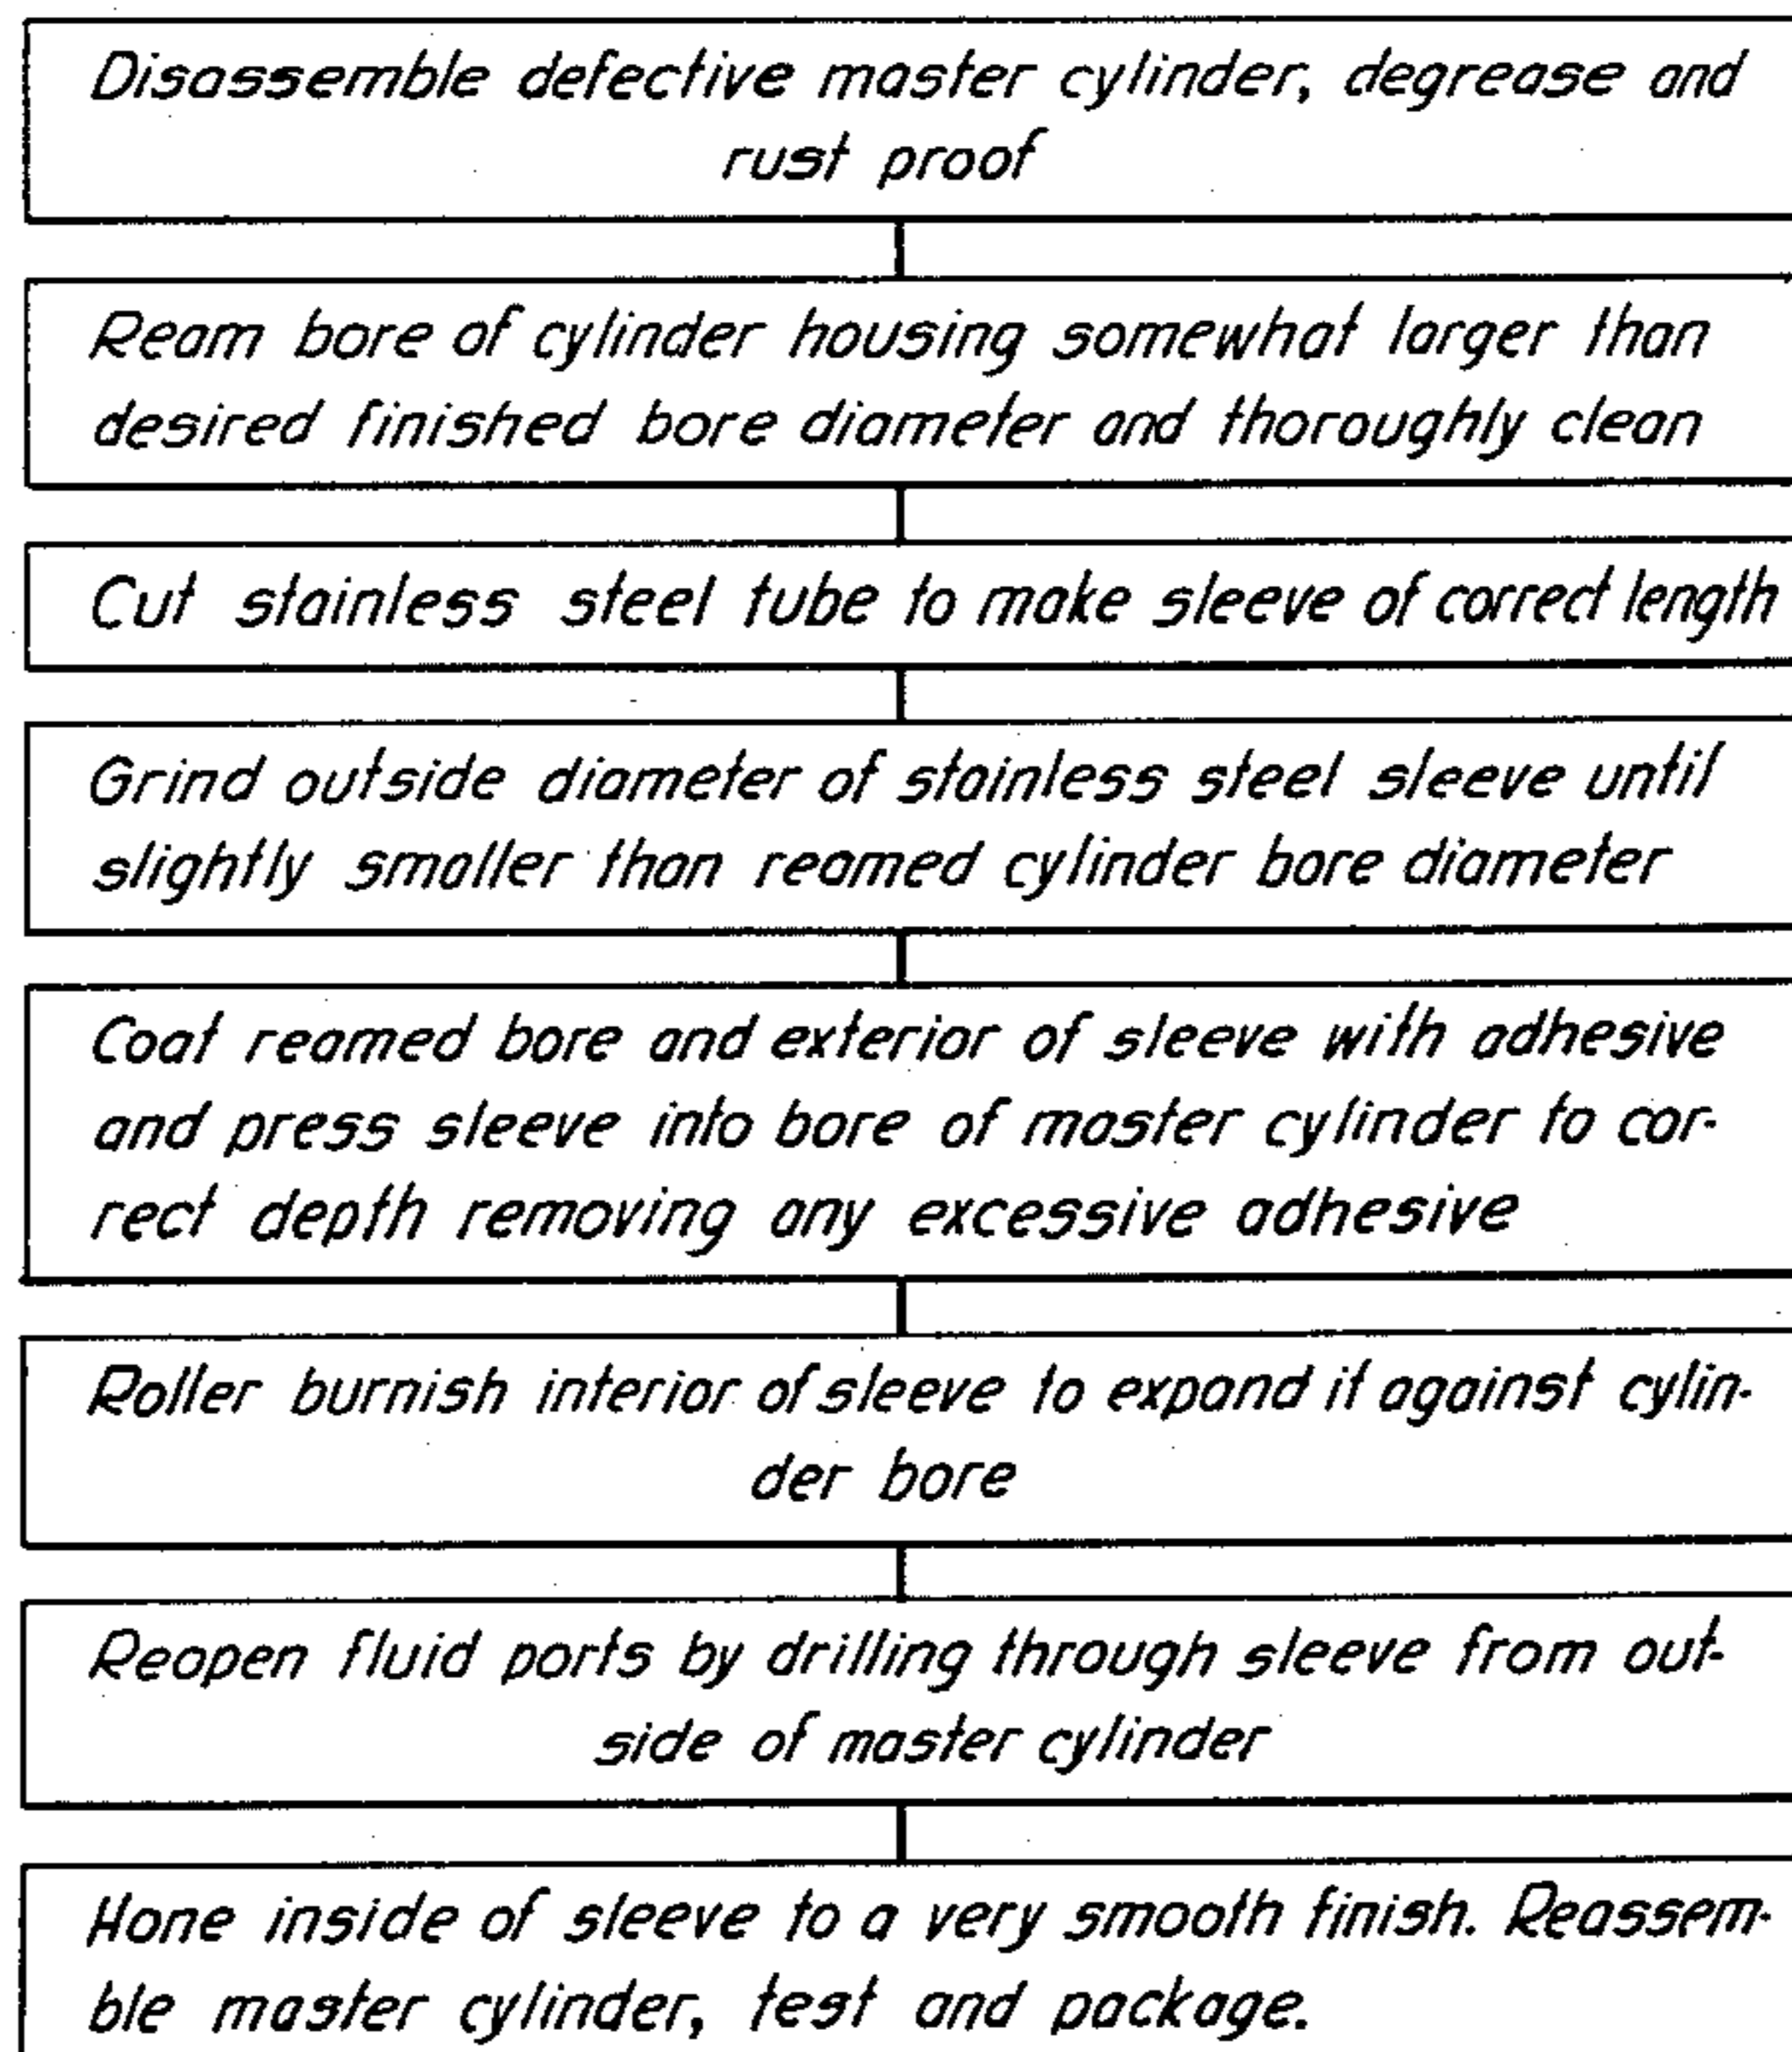 Disassemble defective master cylinder, degrease and
rust proof
Ream bore of cylinder housing somewhat larger than
desired finished bore diameter and thoroughly clean
Cut stainless steel tube to make sleeve of correct length
Grind outside diameter of stainless steel sleeve until
slightly smaller than reamed cylinder bore diameter
Coat reamed bore and exterior of sleeve with adhesive
and press sleeve into bore of master cylinder to cor-
rect depth removing any excessive adhesive
Roller burnish interior of sleeve to expand it against cylin-
der bore
Reopen fluid ports by drilling through sleeve from out-
side of master cylinder
Hone inside of sleeve to a very smooth finish. Reassem-
ble master cylinder, test and package.